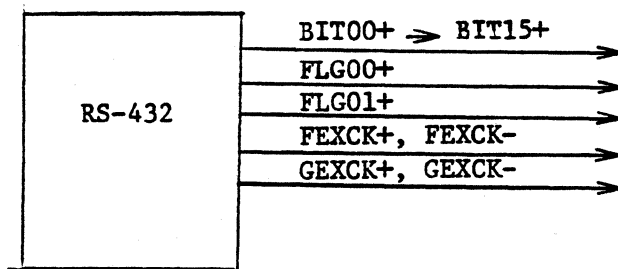 BIT00+ → BIT15+
FLG00+
FLG01+
RS-432
FEXCK+, FEXCK-
GEXCK+, GEXCK-